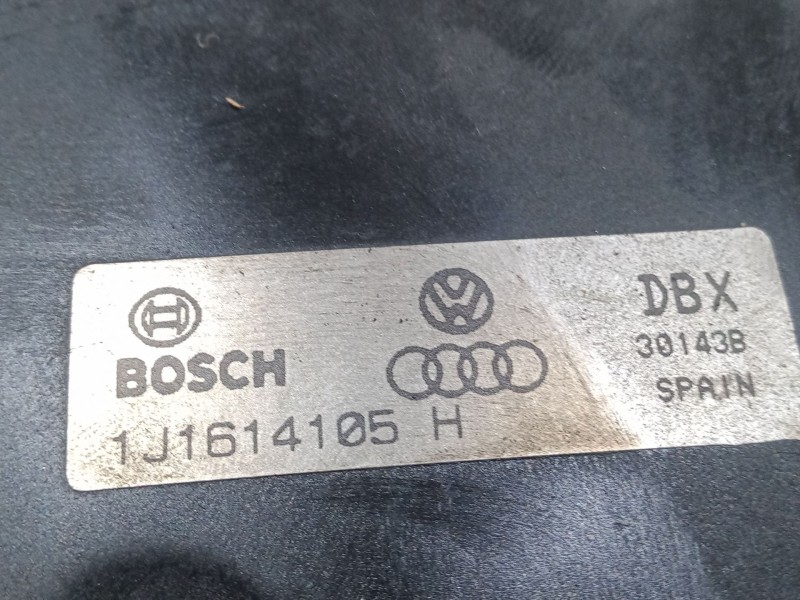 BOSCH
1J1614105 H
DBX
30143B
SPAIN